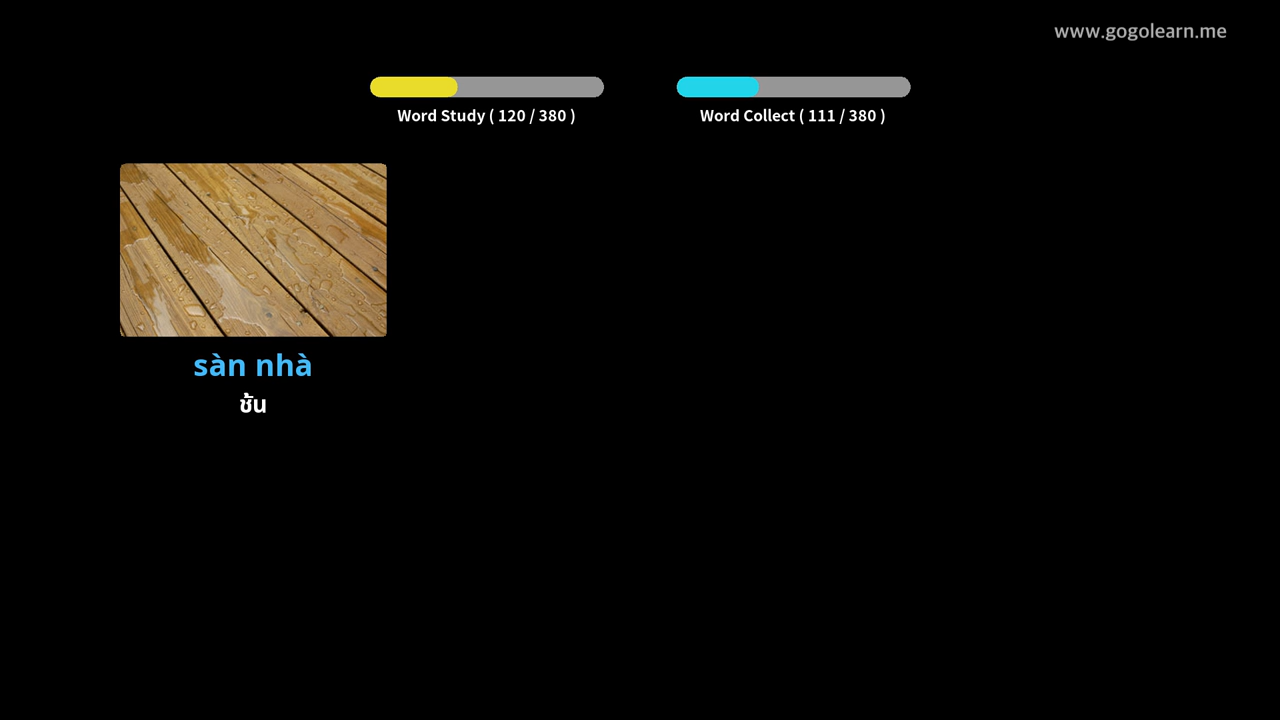 www.gogolearn.me
Word Study ( 120 / 380 )
Word Collect ( 111 / 380 )
sàn nhà
ชั้น